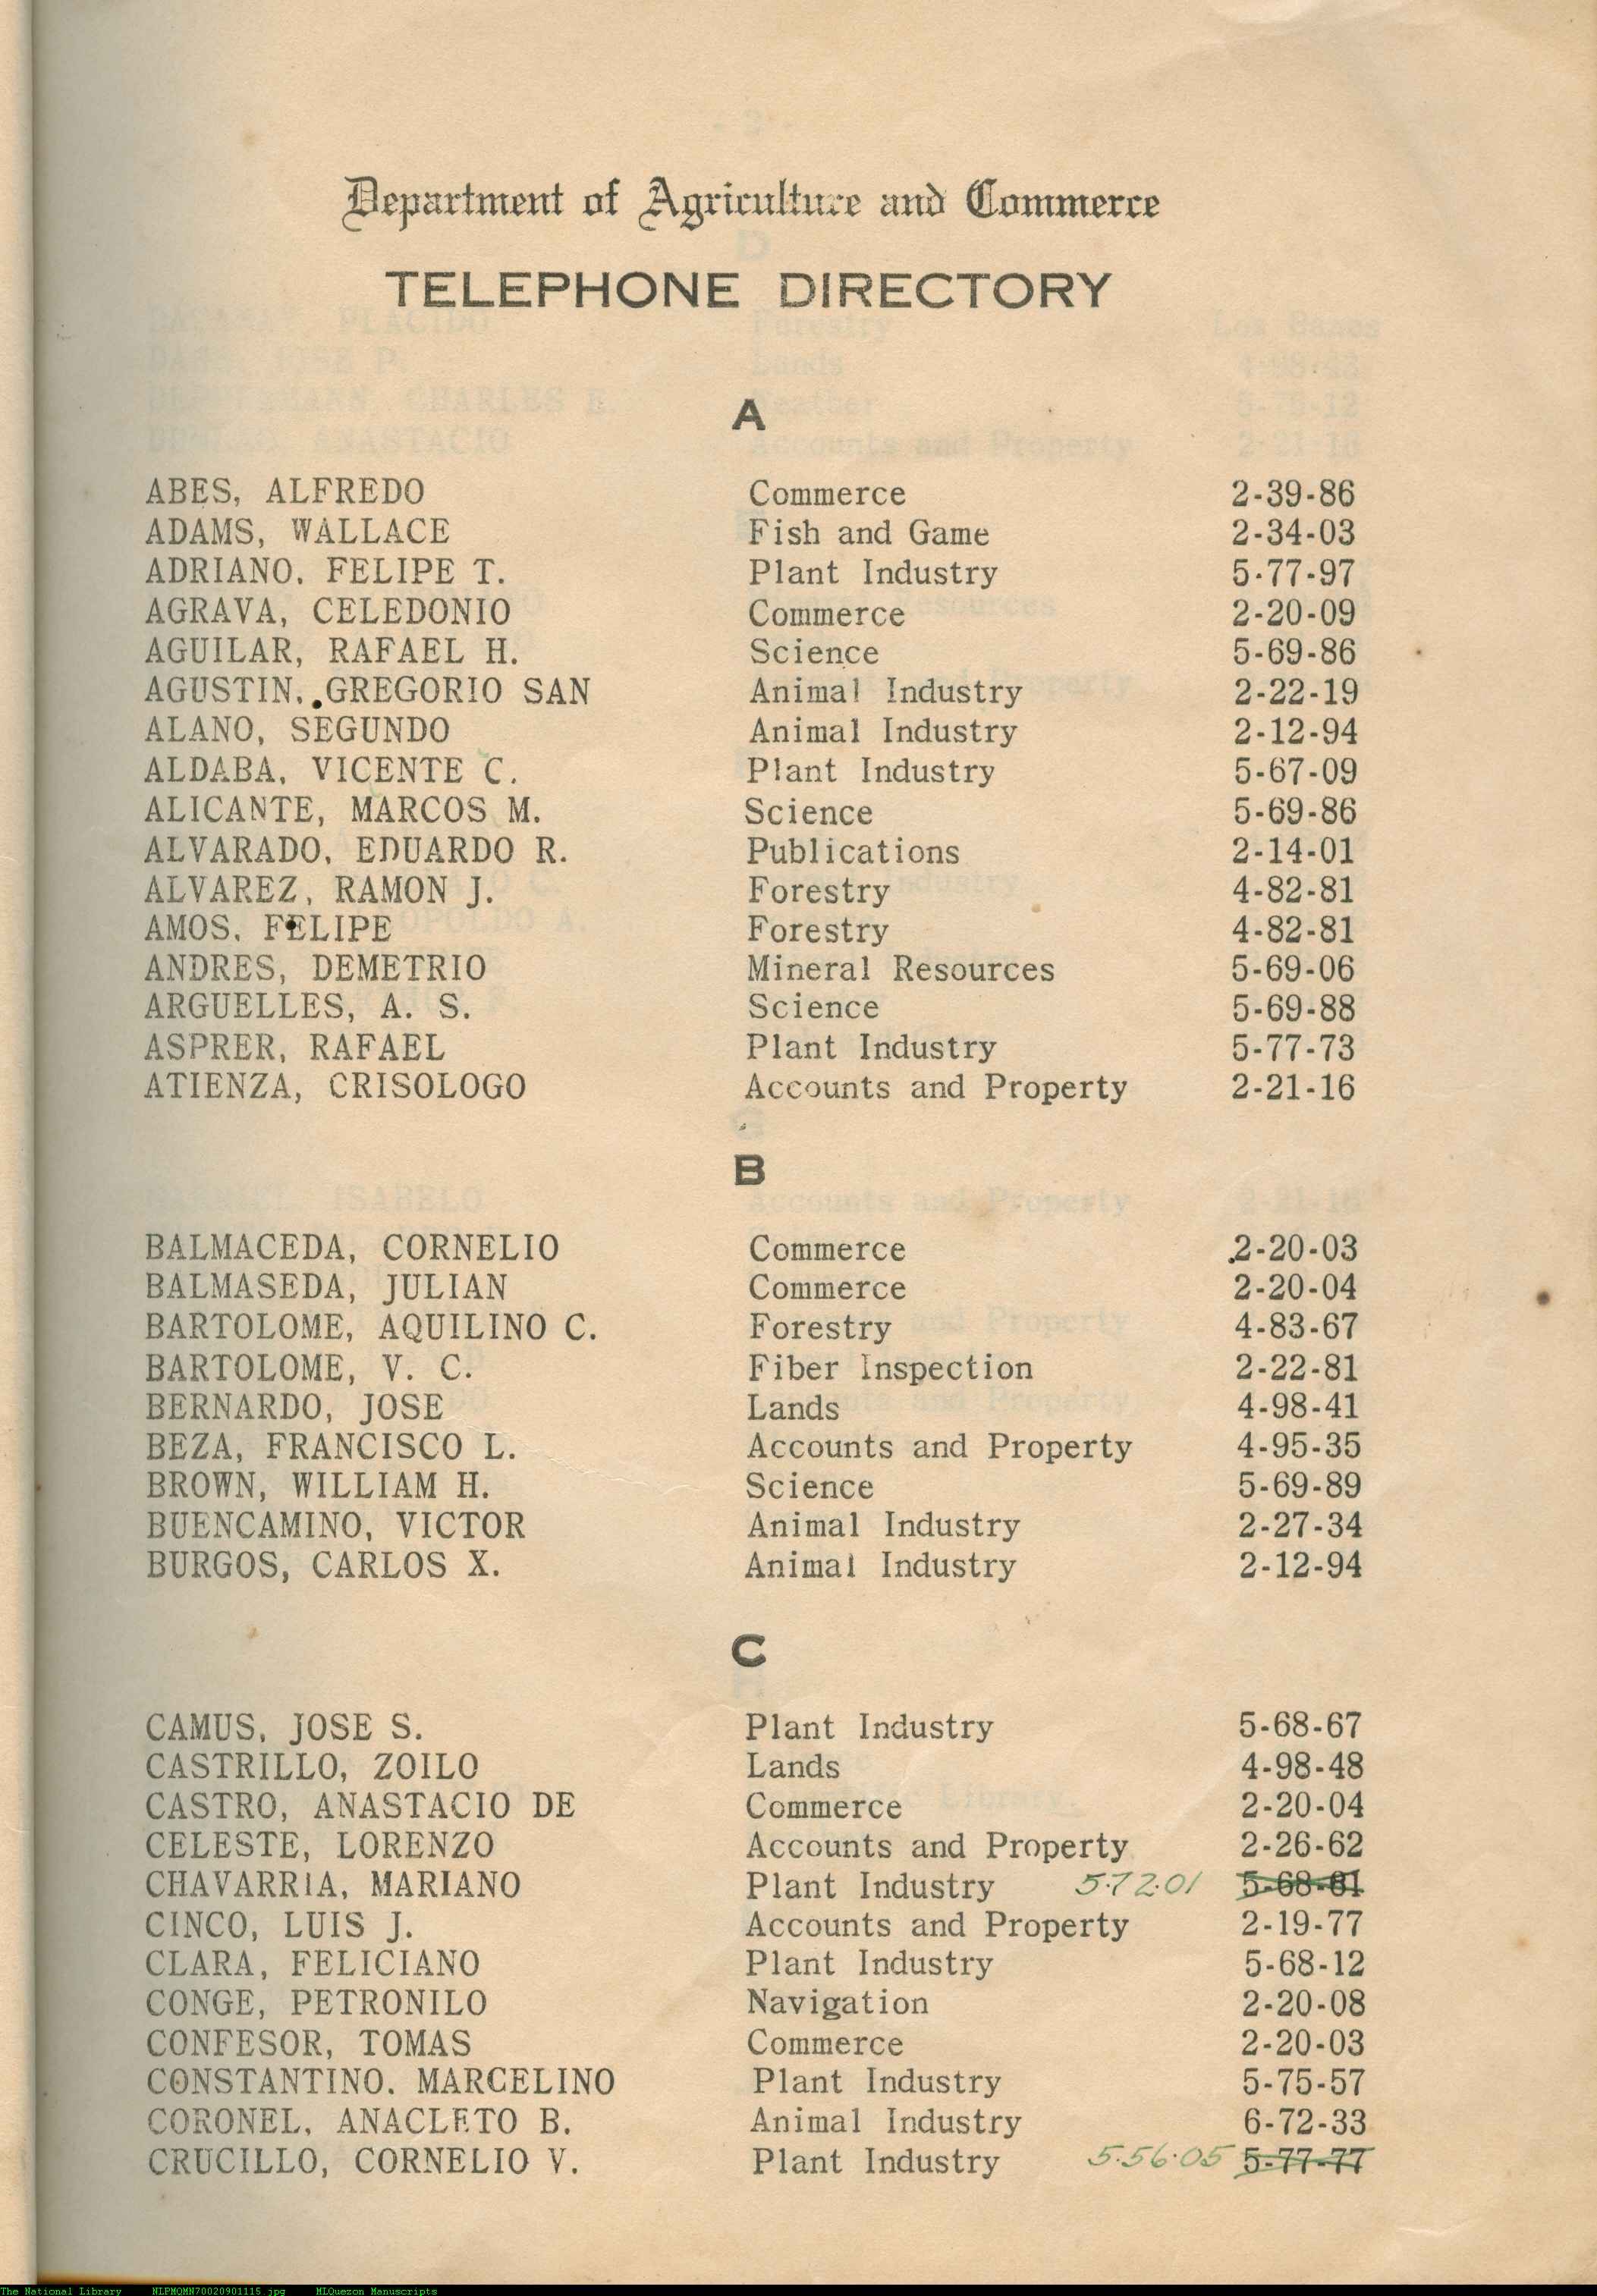 Department of Agriculture and Commerce
TELEPHONE DIRECTORY
A
ABES, ALFREDO Commerce 2-39-86
ADAMS, WALLACE Fish and Game 2-34-03
ADRIANO, FELIPE T. Plant Industry 5-77-97
AGRAVA, CELEDONIO Commerce 2-20-09
AGUILAR, RAFAEL H. Science 5-69-86
AGUSTIN, GREGORIO SAN Animal Industry 2-22-19
ALANO, SEGUNDO Animal Industry 2-12-94
ALDABA, VICENTE C. Plant Industry 5-67-09
ALICANTE, MARCOS M. Science 5-69-86
ALVARADO, EDUARDO R. Publications 2-14-01
ALVAREZ, RAMON J. Forestry 4-82-81
AMOS, FELIPE Forestry 4-82-81
ANDRES, DEMETRIO Mineral Resources 5-69-06
ARGUELLES, A. S. Science 5-69-88
ASPRER, RAFAEL Plant Industry 5-77-73
ATIENZA, CRISOLOGO Accounts and Property 2-21-16
B
BALMACEDA, CORNELIO Commerce 2-20-03
BALMASEDA, JULIAN Commerce 2-20-04
BARTOLOME, AQUILINO C. Forestry 4-83-67
BARTOLOME, V. C. Fiber Inspection 2-22-81
BERNARDO, JOSE Lands 4-98-41
BEZA, FRANCISCO L. Accounts and Property 4-95-35
BROWN, WILLIAM H. Science 5-69-89
BUENCAMINO, VICTOR Animal Industry 2-27-34
BURGOS, CARLOS X. Animal Industry 2-12-94
C
CAMUS, JOSE S. Plant Industry 5-68-67
CASTRILLO, ZOILO Lands 4-98-48
CASTRO, ANASTACIO DE Commerce 2-20-04
CELESTE, LORENZO Accounts and Property 2-26-62
CHAVARRIA, MARIANO Plant Industry 5·72·01 5-68-81
CINCO, LUIS J. Accounts and Property 2-19-77
CLARA, FELICIANO Plant Industry 5-68-12
CONGE, PETRONILO Navigation 2-20-08
CONFESOR, TOMAS Commerce 2-20-03
CONSTANTINO. MARCELINO Plant Industry 5-75-57
CORONEL, ANACLETO B. Animal Industry 6-72-33
CRUCILLO, CORNELIO V. Plant Industry 5·56·05 5-77-77
The National Library NLPMQMN70020901115.jpg MLQuezon Manuscripts